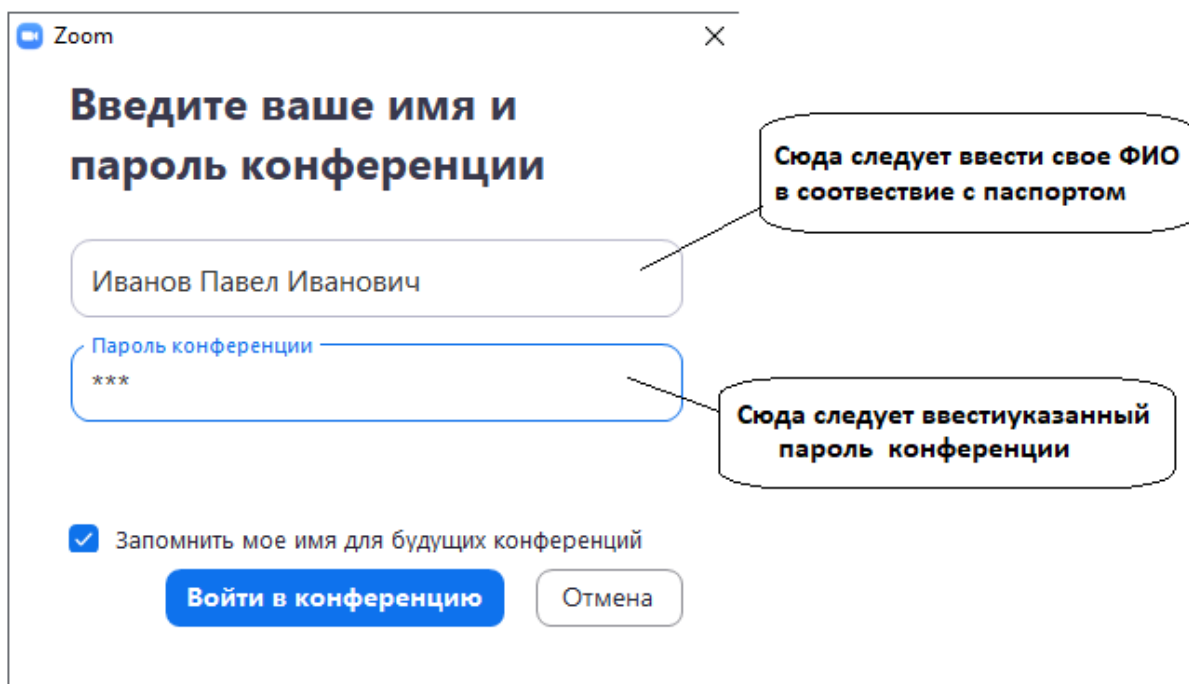 Zoom
Введите ваше имя и
пароль конференции
Сюда следует ввести свое ФИО
в соотвествие с паспортом
Иванов Павел Иванович
Пароль конференции
***
Сюда следует ввестиуказанный
пароль конференции
Запомнить мое имя для будущих конференций
Войти в конференцию
Отмена